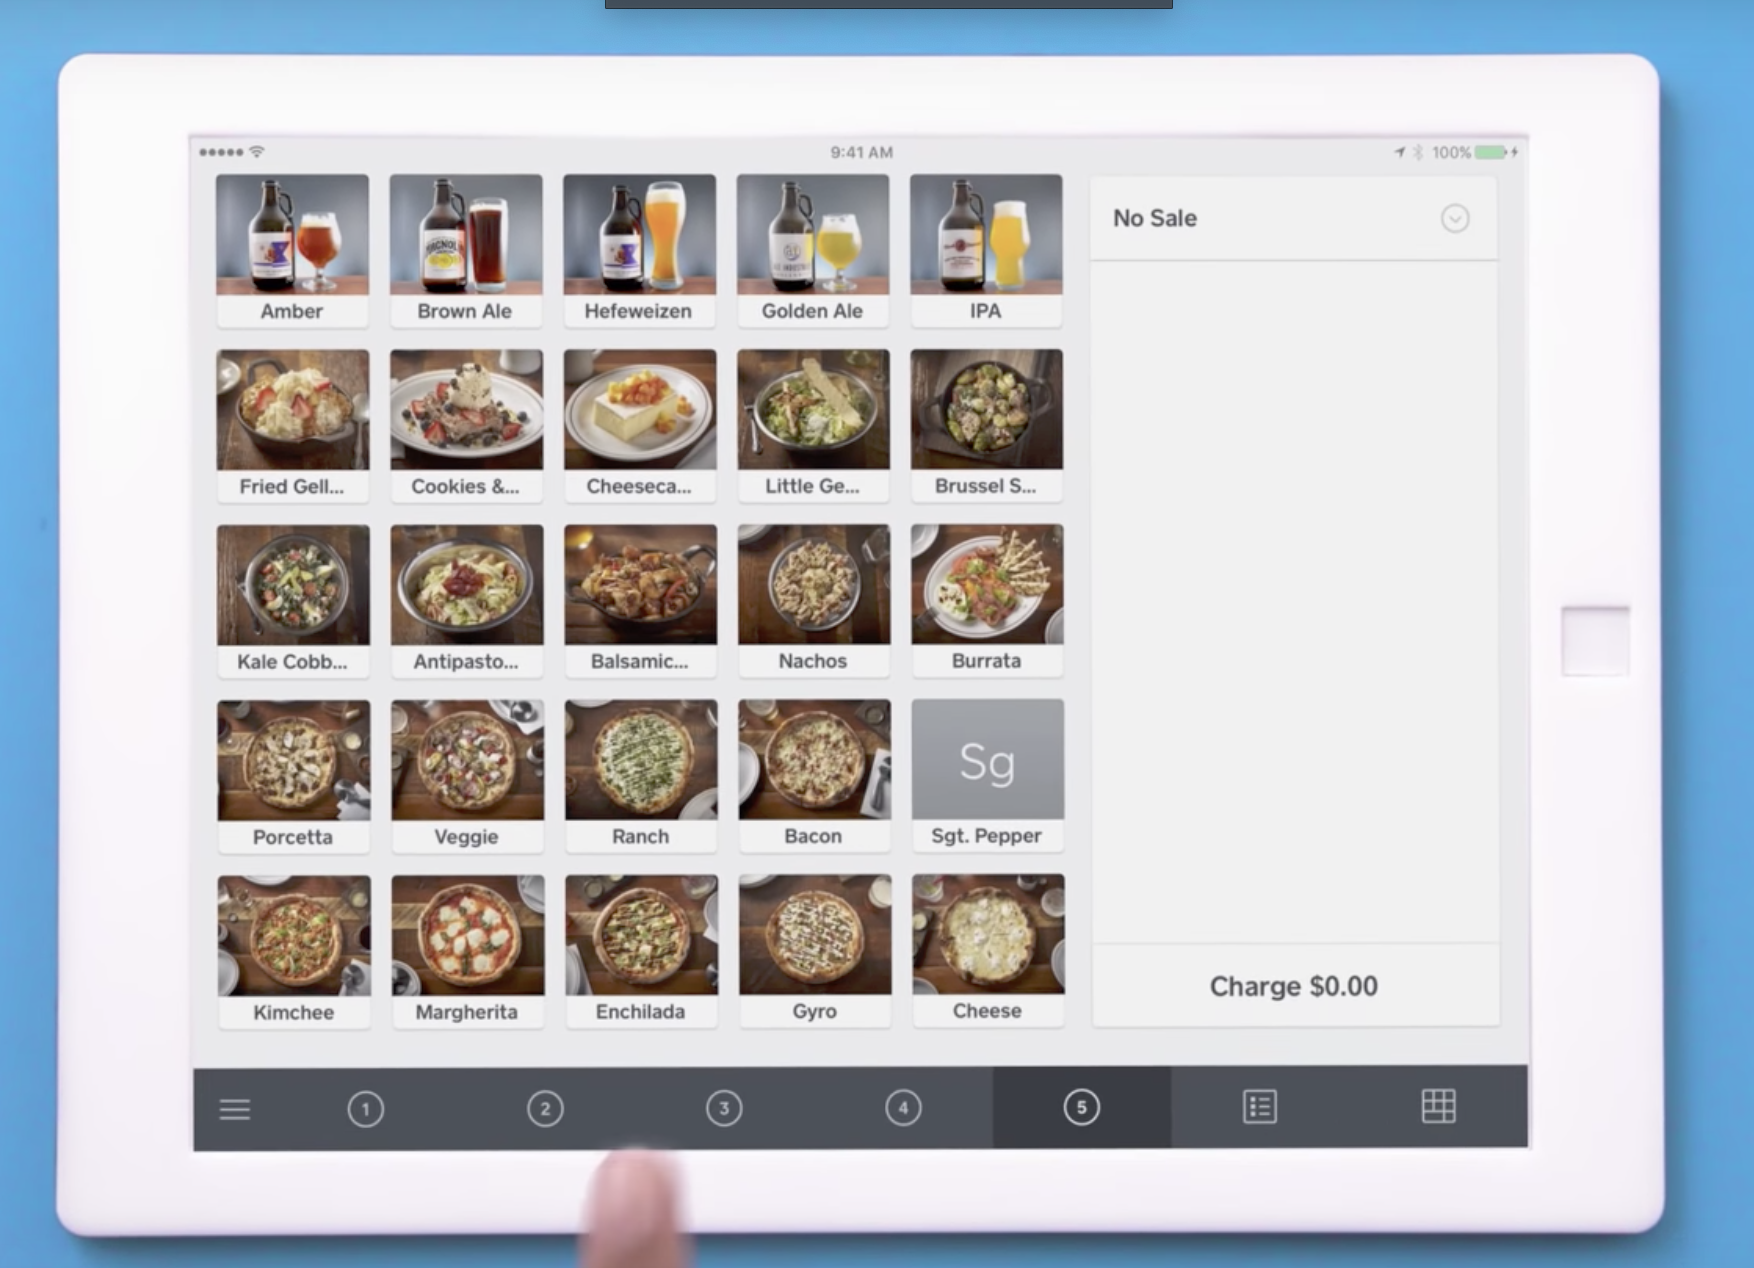 9:41 AM
100%
Amber
Brown Ale
Hefeweizen
Golden Ale
IPA
No Sale
Fried Gell...
Cookies &...
Cheeseca...
Little Ge...
Brussel S...
Kale Cobb...
Antipasto...
Balsamic...
Nachos
Burrata
Sg
Porcetta
Veggie
Ranch
Bacon
Sgt. Pepper
Kimchee
Margherita
Enchilada
Gyro
Cheese
Charge $0.00
1
2
3
4
5